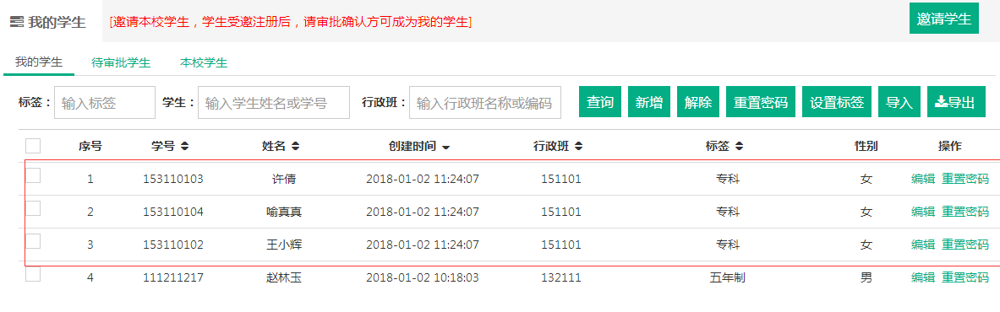 我的学生 [邀请本校学生，学生受邀注册后，请审批确认方可成为我的学生] 邀请学生
我的学生 待审批学生 本校学生
标签： 输入标签 学生： 输入学生姓名或学号 行政班： 输入行政班名称或编码 查询 新增 解除 重置密码 设置标签 导入 导出
序号 学号 姓名 创建时间 行政班 标签 性别 操作
1 153110103 许倩 2018-01-02 11:24:07 151101 专科 女 编辑 重置密码
2 153110104 喻真真 2018-01-02 11:24:07 151101 专科 女 编辑 重置密码
3 153110102 王小辉 2018-01-02 11:24:07 151101 专科 女 编辑 重置密码
4 111211217 赵林玉 2018-01-02 10:18:03 132111 五年制 男 编辑 重置密码